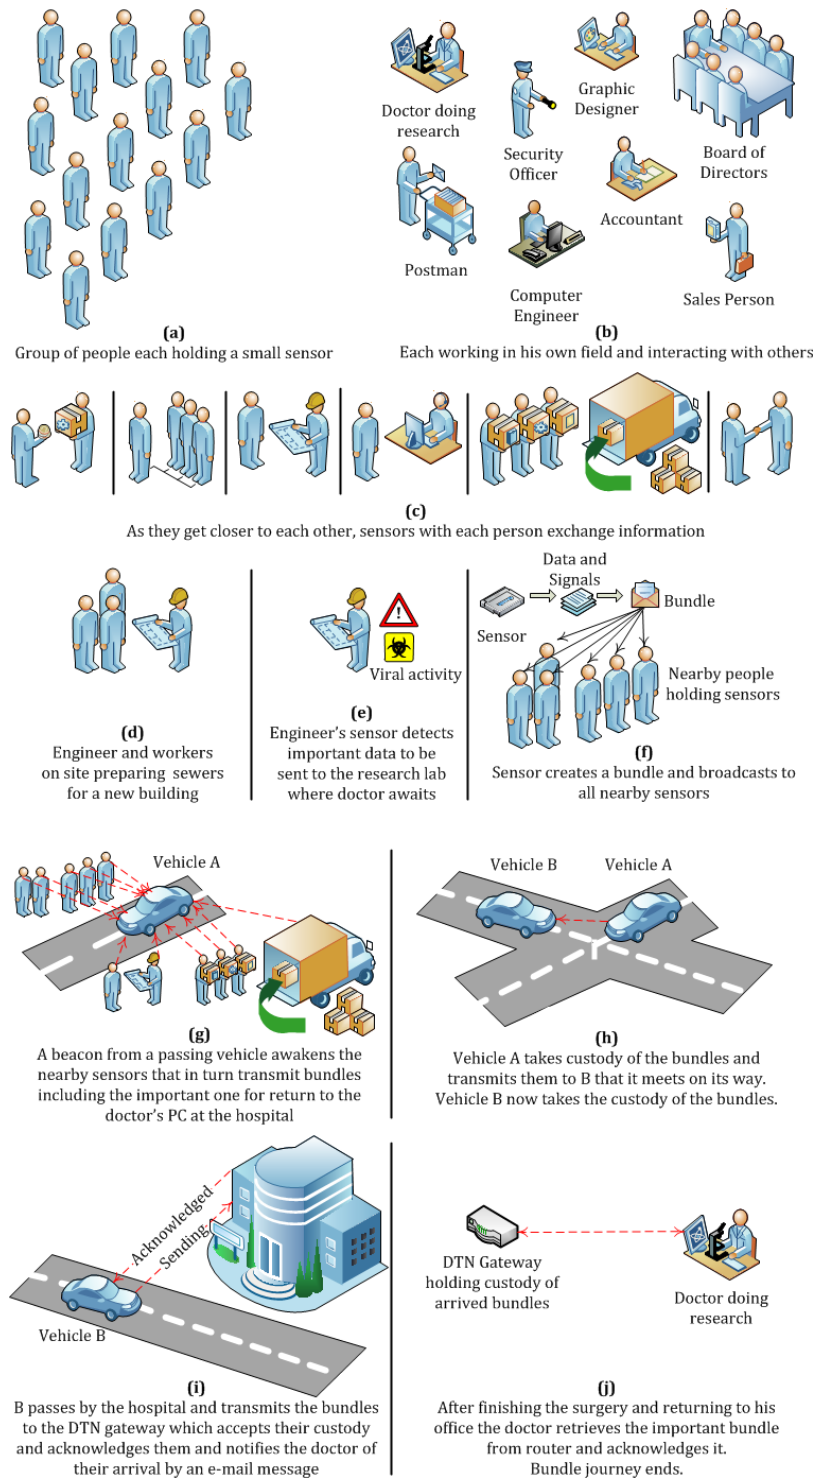 Doctor doing
research
Security
Officer
Graphic
Designer
Board of
Directors
Postman
Accountant
Computer
Engineer
Sales Person
(a)
Group of people each holding a small sensor
(b)
Each working in his own field and interacting with others
(c)
As they get closer to each other, sensors with each person exchange information
(d)
Engineer and workers
on site preparing sewers
for a new building
!
Viral activity
(e)
Engineer's sensor detects
important data to be
sent to the research lab
where doctor awaits
Data and
Signals
Sensor
Bundle
Nearby people
holding sensors
(f)
Sensor creates a bundle and broadcasts to
all nearby sensors
Vehicle A
(g)
A beacon from a passing vehicle awakens the
nearby sensors that in turn transmit bundles
including the important one for return to the
doctor's PC at the hospital
Vehicle B
Vehicle A
(h)
Vehicle A takes custody of the bundles and
transmits them to B that it meets on its way.
Vehicle B now takes the custody of the bundles.
Acknowledged
Sending
Vehicle B
(i)
B passes by the hospital and transmits the bundles
to the DTN gateway which accepts their custody
and acknowledges them and notifies the doctor of
their arrival by an e-mail message
DTN Gateway
holding custody of
arrived bundles
Doctor doing
research
(j)
After finishing the surgery and returning to his
office the doctor retrieves the important bundle
from router and acknowledges it.
Bundle journey ends.